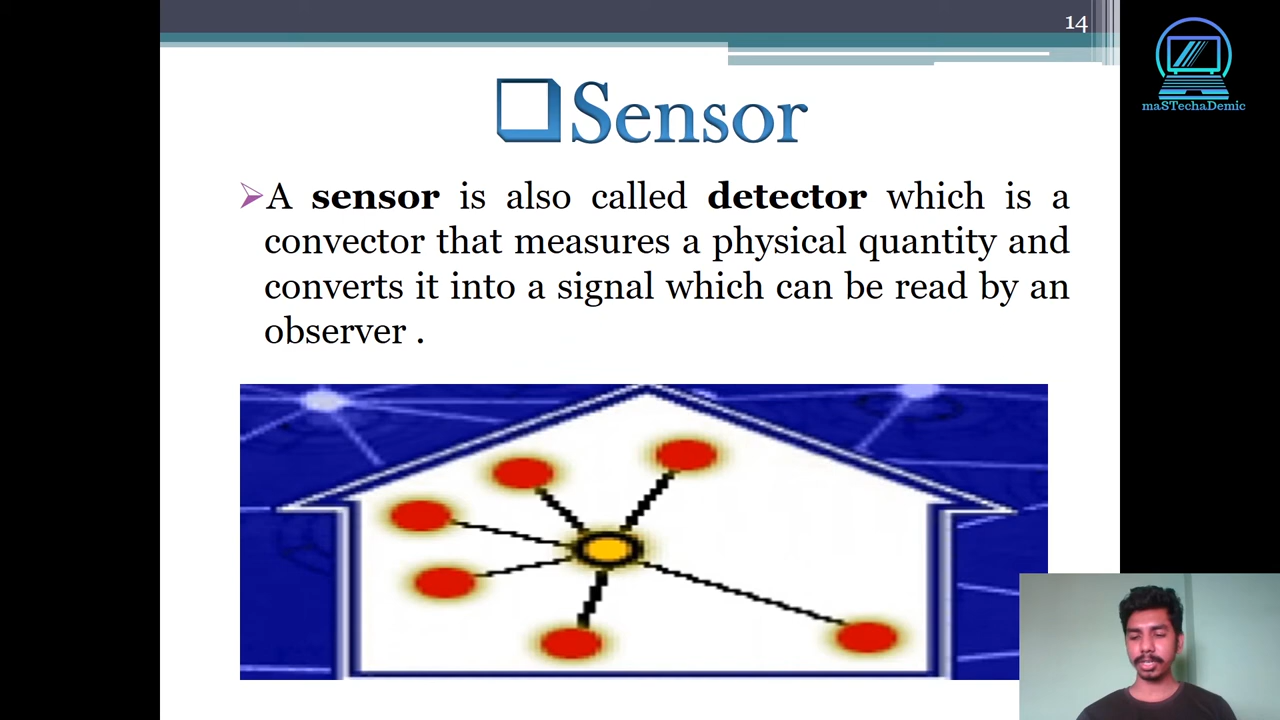 14
maSTechaDemic
Sensor
A sensor is also called detector which is a
convector that measures a physical quantity and
converts it into a signal which can be read by an
observer .